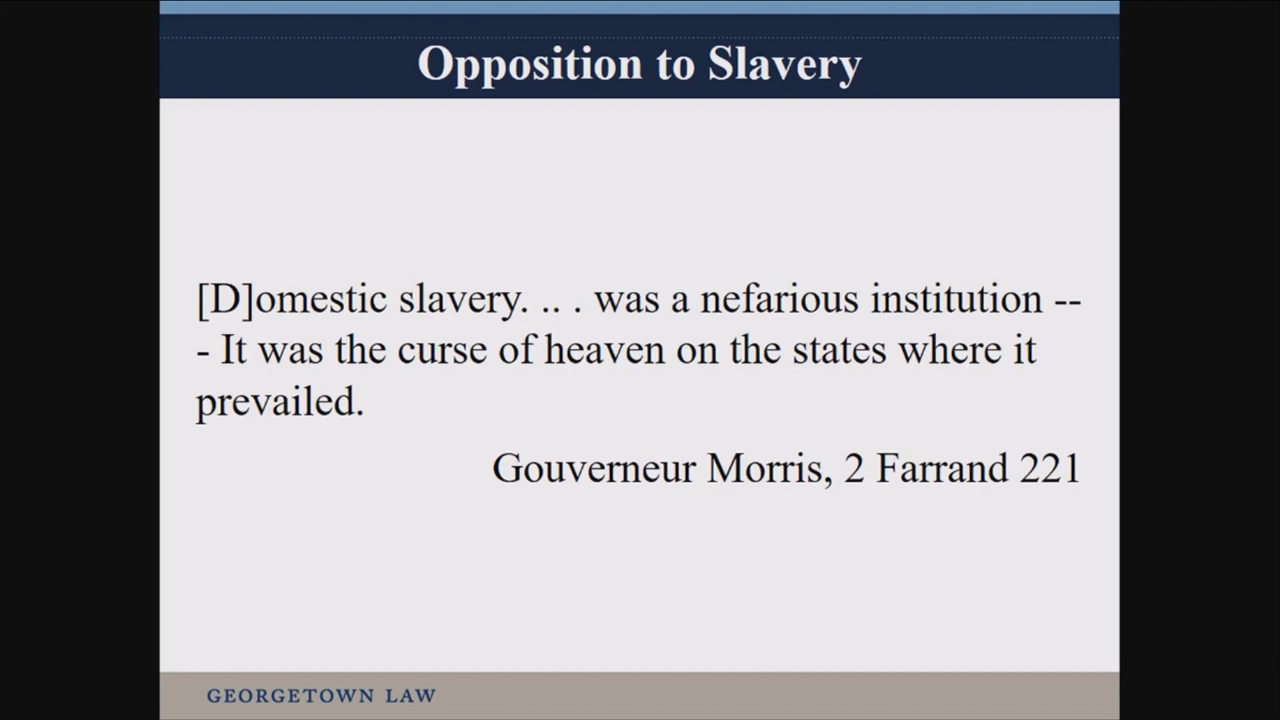 Opposition to Slavery
[D]omestic slavery. .. . was a nefarious institution --
- It was the curse of heaven on the states where it
prevailed.
Gouverneur Morris, 2 Farrand 221
GEORGETOWN LAW